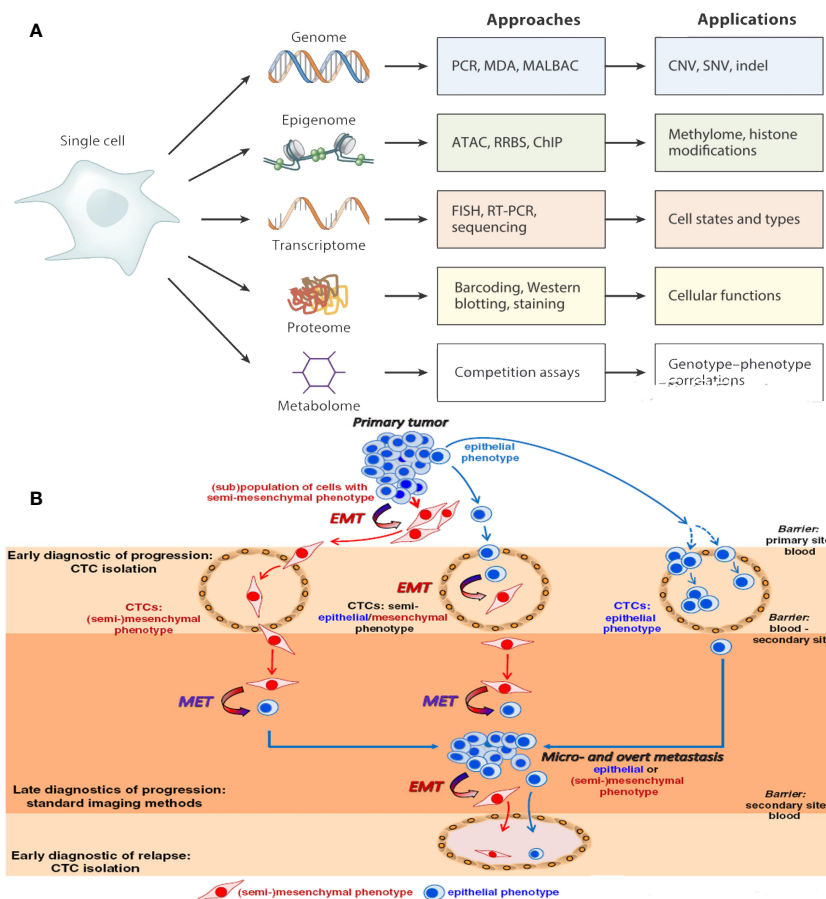 A
Approaches
Applications
Single cell
Genome
PCR, MDA, MALBAC
CNV, SNV, indel
Epigenome
ATAC, RRBS, ChIP
Methylome, histone
modifications
Transcriptome
FISH, RT-PCR,
sequencing
Cell states and types
Proteome
Barcoding, Western
blotting, staining
Cellular functions
Metabolome
Competition assays
Genotype–phenotype
correlations
B
Primary tumor
epithelial
phenotype
(sub)population of cells with
semi-mesenchymal phenotype
EMT
Barrier:
primary site
blood
Early diagnostic of progression:
CTC isolation
EMT
CTCs:
(semi-)mesenchymal
phenotype
CTCs: semi-
epithelial/mesenchymal
phenotype
CTCs:
epithelial
phenotype
Barrier:
blood -
secondary sit
MET
MET
Micro- and overt metastasis
epithelial or
(semi-)mesenchymal
phenotype
EMT
Late diagnostics of progression:
standard imaging methods
Barrier:
secondary site
blood
Early diagnostic of relapse:
CTC isolation
(semi-)mesenchymal phenotype
epithelial phenotype